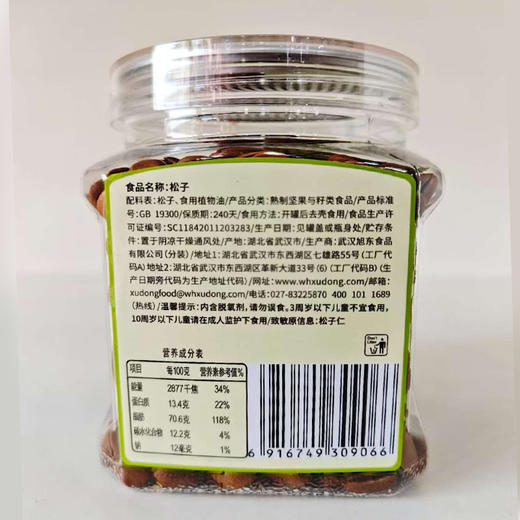 食品名称:松子
配料表:松子、食用植物油/产品分类:熟制坚果与籽类食品/产品标准
号:GB 19300/保质期:240天/食用方法:开罐后去壳食用/食品生产许
可证编号:SC11842011203283/生产日期:见罐盖或瓶身处/贮存条
件:置于阴凉干燥通风处/产地:湖北省武汉市/生产商:武汉旭东食品
有限公司(分装)/地址1:湖北省武汉市东西湖区七雄路55号(工厂代码
A)地址2:湖北省武汉市东西湖区革新大道33号(6)(工厂代码B)(生
产日期旁代码为生产地址代码)/网址:www.whxudong.com/邮箱:
xudongfood@whxudong.com/电话:027-83225870 400 101 1689
(热线)/温馨提示:内含脱氧剂,请勿误食。3周岁以下儿童不宜食用,
10周岁以下儿童请在成人监护下食用/致敏原信息:松子仁
Don't
Litter
营养成分表
项目 每100克 营养素参考值%
能量 2877千焦 34%
蛋白质 13.4克 22%
脂肪 70.6克 118%
碳水化合物 12.2克 4%
钠 12毫克 1%
6 916749 309066